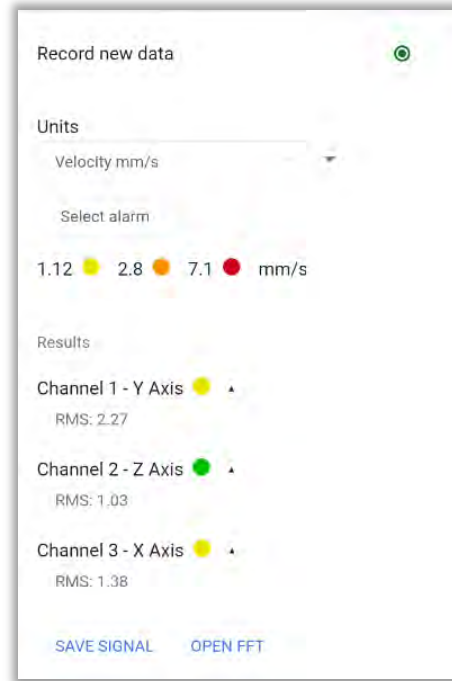 Record new data
Units
Velocity mm/s
Select alarm
1.12 2.8 7.1 mm/s
Results
Channel 1 - Y Axis
RMS: 2.27
Channel 2 - Z Axis
RMS: 1.03
Channel 3 - X Axis
RMS: 1.38
SAVE SIGNAL OPEN FFT